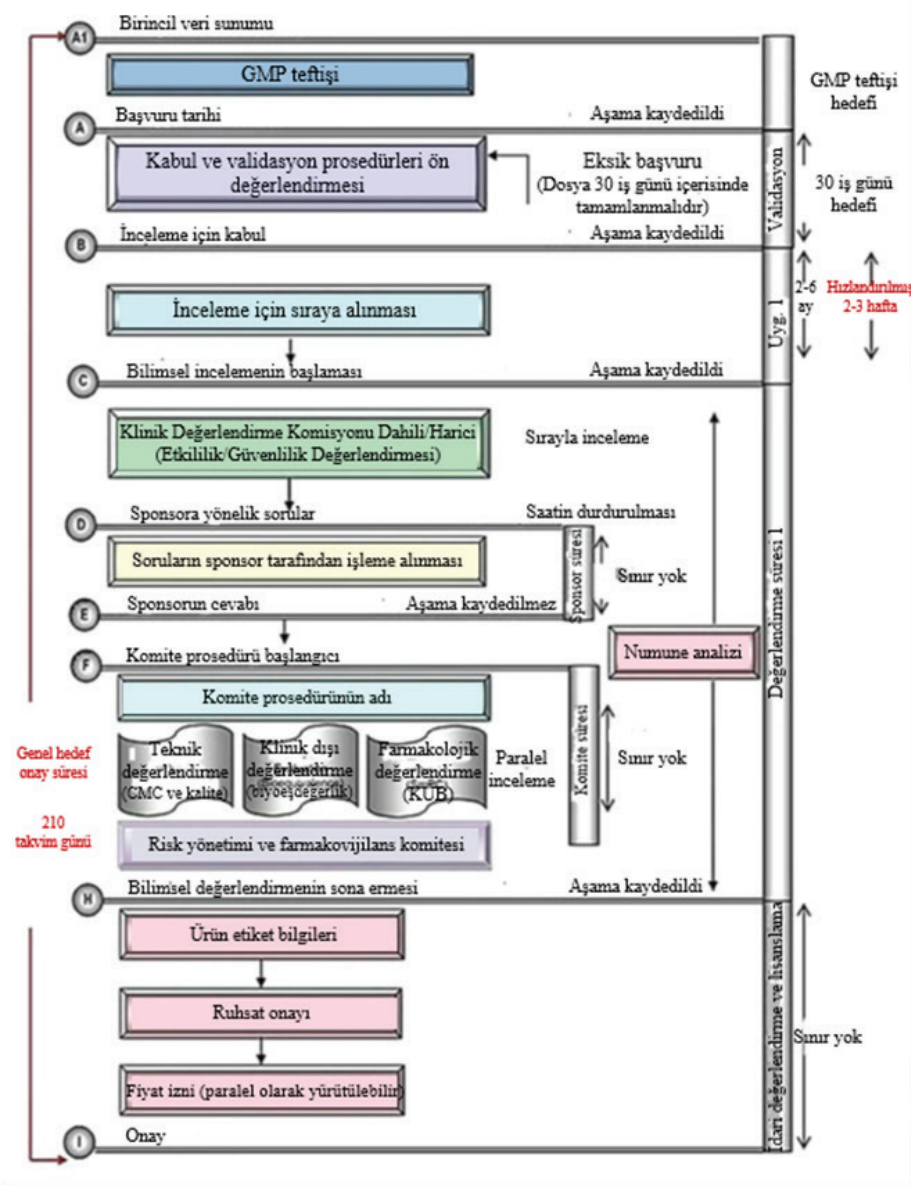 A1
Birincil veri sunumu
GMP teftişi
GMP teftişi
hedefi
A
Başvuru tarihi
Aşama kaydedildi
Kabul ve validasyon prosedürleri ön
değerlendirmesi
Eksik başvuru
(Dosya 30 iş günü içerisinde
tamamlanmalıdır)
Validasyon
30 iş günü
hedefi
B
İnceleme için kabul
Aşama kaydedildi
İnceleme için sıraya alınması
Uyg. 1
2-6
ay
Hızlandırılmış
2-3 hafta
C
Bilimsel incelemenin başlaması
Aşama kaydedildi
Klinik Değerlendirme Komisyonu Dahili/Harici
(Etkililik/Güvenlilik Değerlendirmesi)
Sırayla inceleme
D
Sponsora yönelik sorular
Saatin durdurulması
Soruların sponsor tarafından işleme alınması
Sponsor süresi
Sınır yok
E
Sponsorun cevabı
Aşama kaydedilmez
Değerlendirme süresi 1
Numune analizi
F
Komite prosedürü başlangıcı
Komite prosedürünün adı
Teknik
değerlendirme
(CMC ve kalite)
Klinik dışı
değerlendirme
(biyoeşdeğerlik)
Farmakolojik
değerlendirme
(KÜB)
Paralel
inceleme
Komite süresi
Sınır yok
Genel hedef
onay süresi
210
takvim günü
Risk yönetimi ve farmakovijilans komitesi
H
Bilimsel değerlendirmenin sona ermesi
Aşama kaydedildi
Ürün etiket bilgileri
Ruhsat onayı
Fiyat izni (paralel olarak yürütülebilir)
İdari değerlendirme ve lisanslama
Sınır yok
I
Onay